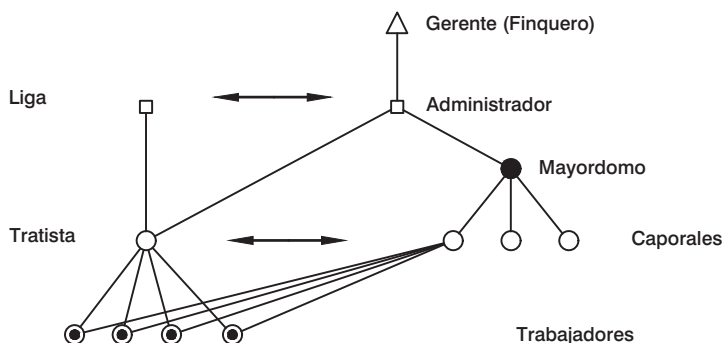 Gerente (Finquero)
Liga
Administrador
Mayordomo
Tratista
Caporales
Trabajadores